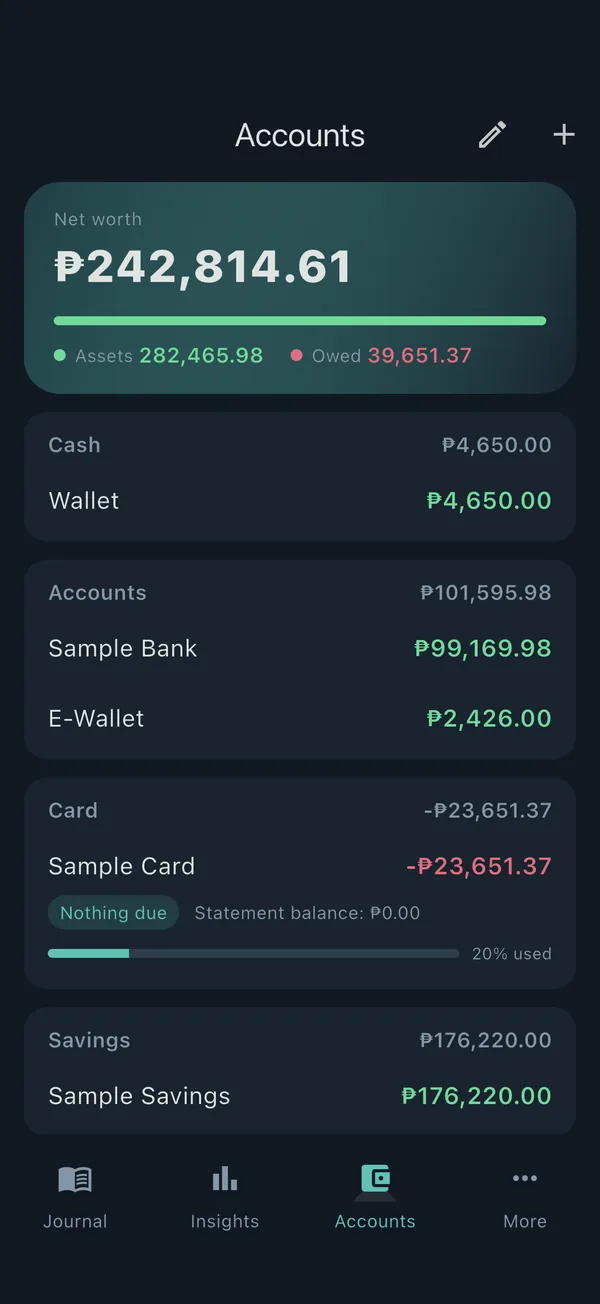 Accounts
Net worth
₱242,814.61
Assets 282,465.98 Owed 39,651.37
Cash ₱4,650.00
Wallet ₱4,650.00
Accounts ₱101,595.98
Sample Bank ₱99,169.98
E-Wallet ₱2,426.00
Card -₱23,651.37
Sample Card -₱23,651.37
Nothing due Statement balance: ₱0.00
20% used
Savings ₱176,220.00
Sample Savings ₱176,220.00
Journal Insights Accounts More